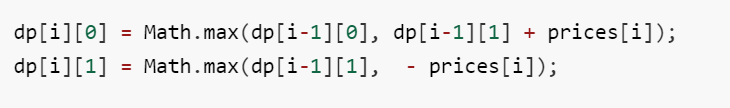 dp[i][0] = Math.max(dp[i-1][0], dp[i-1][1] + prices[i]);
dp[i][1] = Math.max(dp[i-1][1],  - prices[i]);